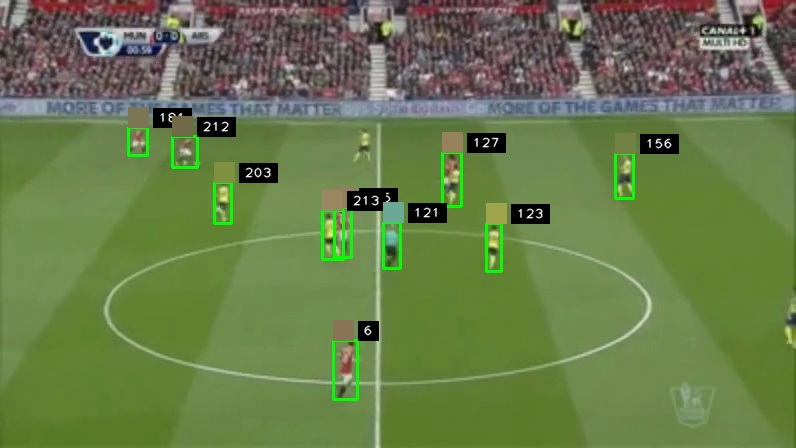 MUN 0-0 ARS
00:59
CANAL+ 1
MULTI HD
MORE OF THE GAMES THAT MATTER
MORE OF THE GAMES THAT MATTER
212
127
156
203
213
121
123
6